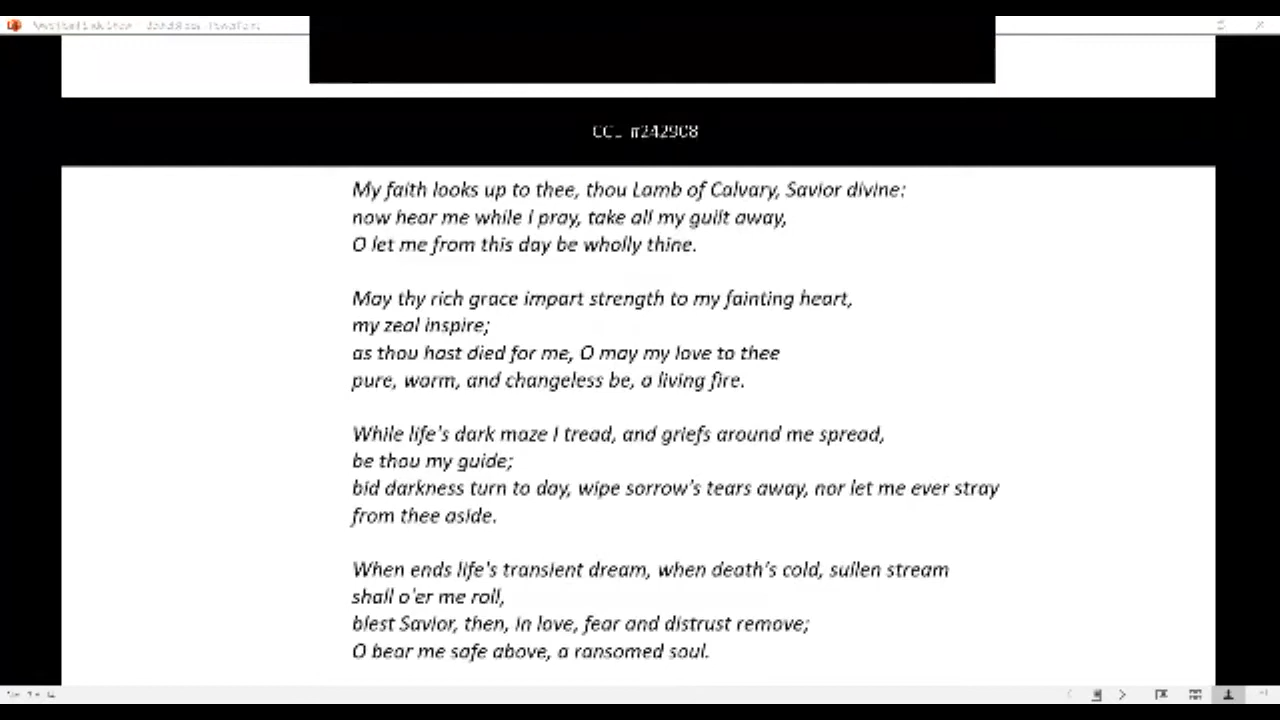 #242908
My faith looks up to thee, thou Lamb of Calvary, Savior divine:
now hear me while I pray, take all my guilt away,
O let me from this day be wholly thine.
May thy rich grace impart strength to my fainting heart,
my zeal inspire;
as thou hast died for me, O may my love to thee
pure, warm, and changeless be, a living fire.
While life's dark maze I tread, and griefs around me spread,
be thou my guide;
bid darkness turn to day, wipe sorrow's tears away, nor let me ever stray
from thee aside.
When ends life's transient dream, when death's cold, sullen stream
shall o'er me roll,
blest Savior, then, in love, fear and distrust remove;
O bear me safe above, a ransomed soul.